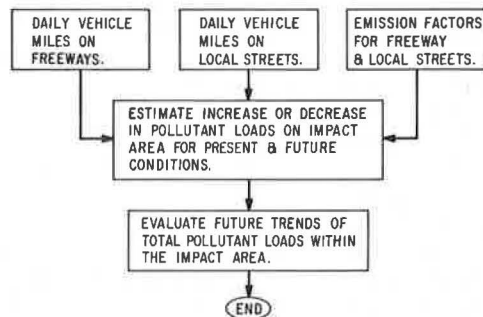 DAILY VEHICLE
MILES ON
FREEWAYS.
DAILY VEHICLE
MILES ON
LOCAL STREETS.
EMISSION FACTORS
FOR FREEWAY
& LOCAL STREETS.
ESTIMATE INCREASE OR DECREASE
IN POLLUTANT LOADS ON IMPACT
AREA FOR PRESENT & FUTURE
CONDITIONS.
EVALUATE FUTURE TRENDS OF
TOTAL POLLUTANT LOADS WITHIN
THE IMPACT AREA.
END